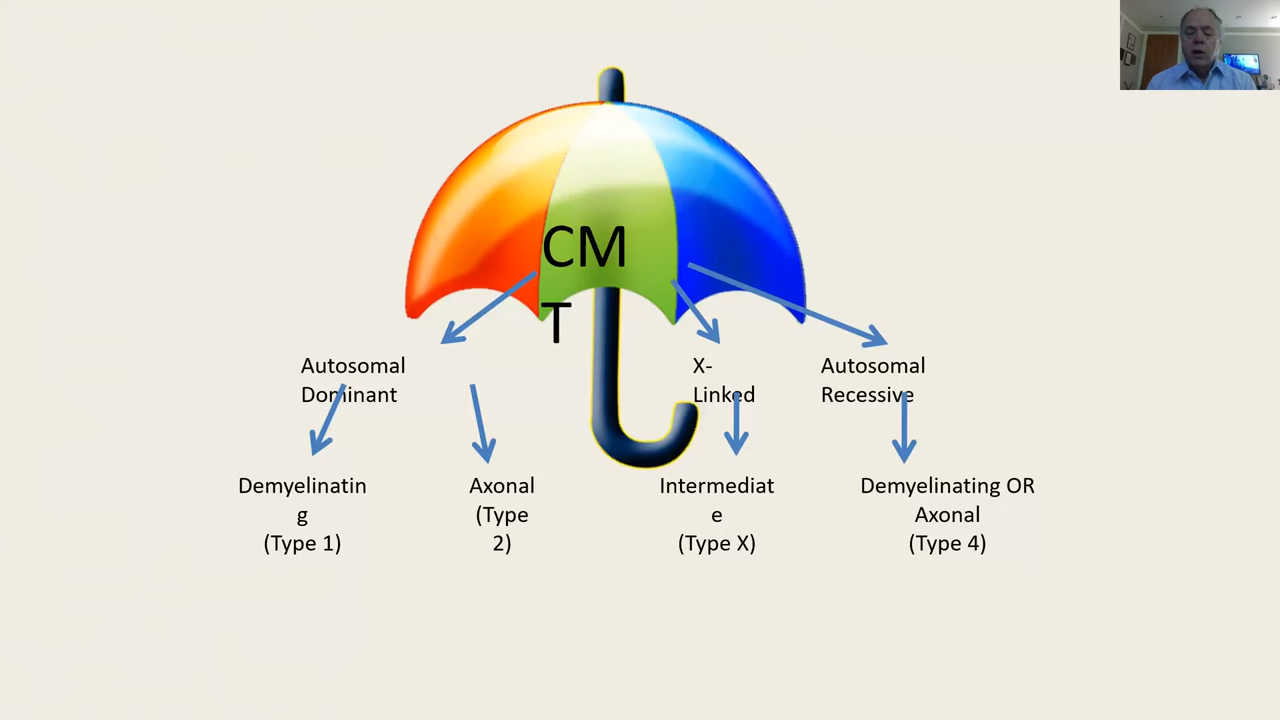 CM
T
Autosomal
Dominant
X-
Linked
Autosomal
Recessive
Demyelinatin
g
(Type 1)
Axonal
(Type
2)
Intermediat
e
(Type X)
Demyelinating OR
Axonal
(Type 4)